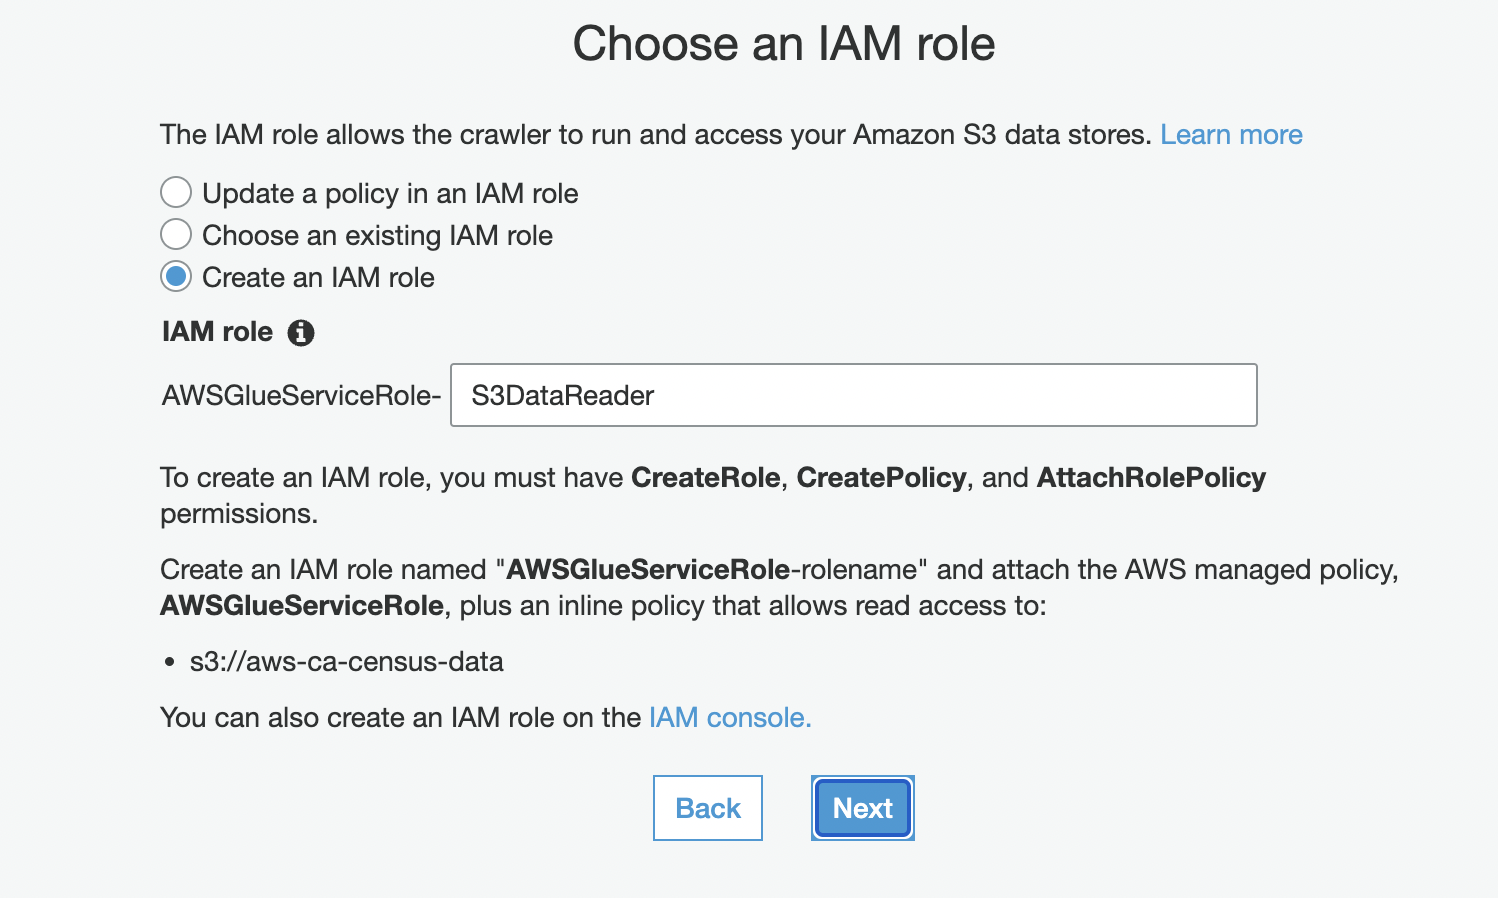 Choose an IAM role
The IAM role allows the crawler to run and access your Amazon S3 data stores. Learn more
Update a policy in an IAM role
Choose an existing IAM role
Create an IAM role
IAM role
AWSGlueServiceRole- S3DataReader
To create an IAM role, you must have CreateRole, CreatePolicy, and AttachRolePolicy
permissions.
Create an IAM role named "AWSGlueServiceRole-rolename" and attach the AWS managed policy,
AWSGlueServiceRole, plus an inline policy that allows read access to:
• s3://aws-ca-census-data
You can also create an IAM role on the IAM console.
Back Next